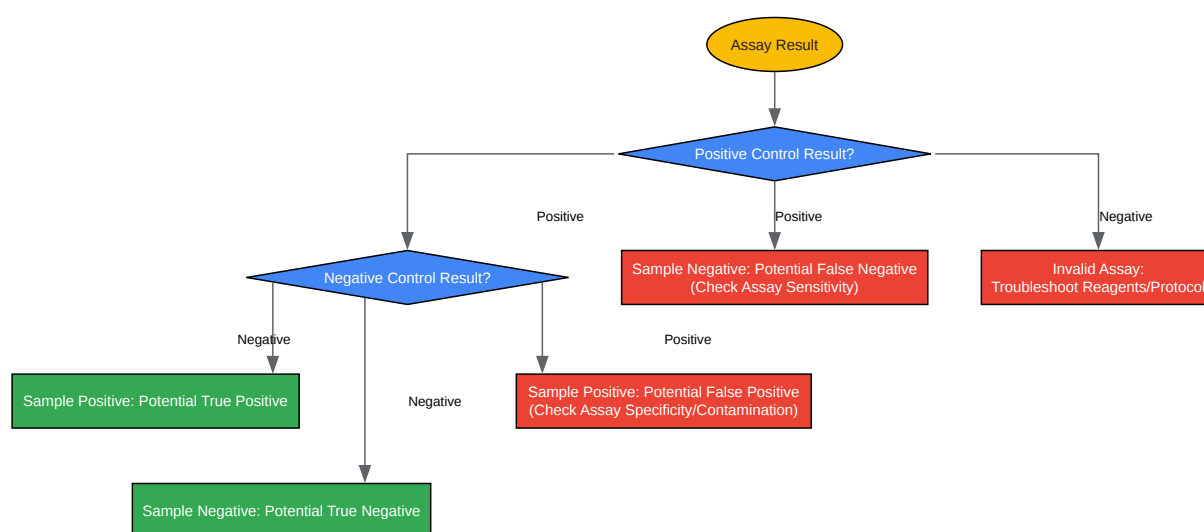 Assay Result
Positive Control Result?
Positive
Positive
Negative
Negative Control Result?
Sample Negative: Potential False Negative
(Check Assay Sensitivity)
Invalid Assay:
Troubleshoot Reagents/Protocol
Negative
Positive
Sample Positive: Potential True Positive
Negative
Sample Positive: Potential False Positive
(Check Assay Specificity/Contamination)
Sample Negative: Potential True Negative